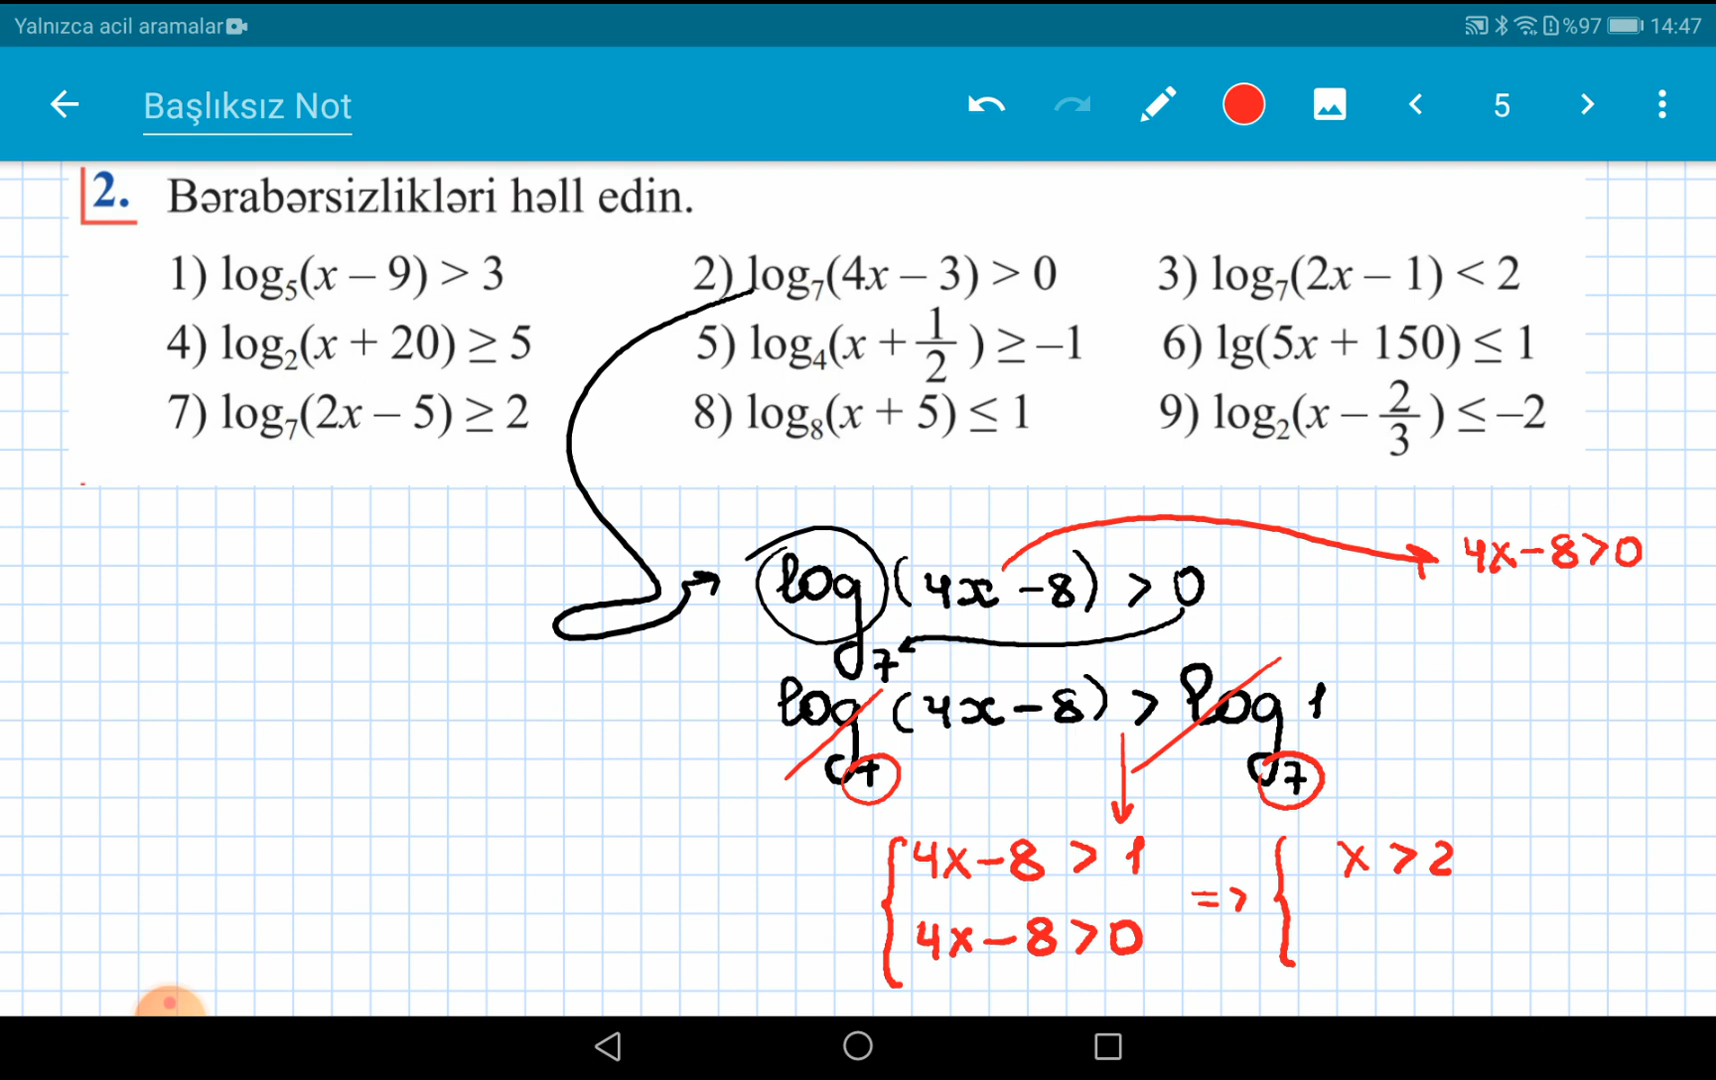 Yalnızca acil aramalar %97 14:47
Başlıksız Not 5
2. Bərabərsizlikləri həll edin.
1) log₅(x – 9) > 3 2) log₇(4x – 3) > 0 3) log₇(2x – 1) < 2
4) log₂(x + 20) ≥ 5 5) log₄(x + 1/2) ≥ –1 6) lg(5x + 150) ≤ 1
7) log₇(2x – 5) ≥ 2 8) log₈(x + 5) ≤ 1 9) log₂(x – 2/3) ≤ –2
4x-8>0
log₇(4x-8) > 0
log₇(4x-8) > log₇1
{4x-8 > 1 => { x > 2
4x-8>0